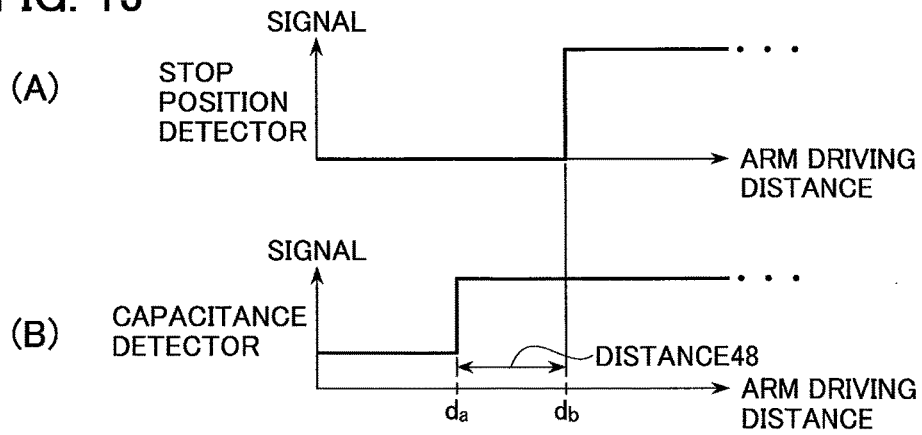 (A)
SIGNAL
STOP
POSITION
DETECTOR
ARM DRIVING
DISTANCE
(B)
SIGNAL
CAPACITANCE
DETECTOR
DISTANCE48
ARM DRIVING
DISTANCE
da
db